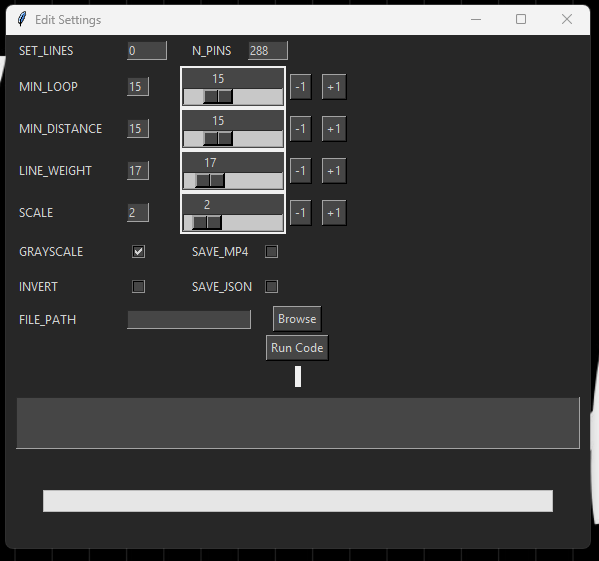 Edit Settings
SET_LINES 0 N_PINS 288
MIN_LOOP 15 15 -1 +1
MIN_DISTANCE 15 15 -1 +1
LINE_WEIGHT 17 17 -1 +1
SCALE 2 2 -1 +1
GRAYSCALE SAVE_MP4
INVERT SAVE_JSON
FILE_PATH Browse
Run Code